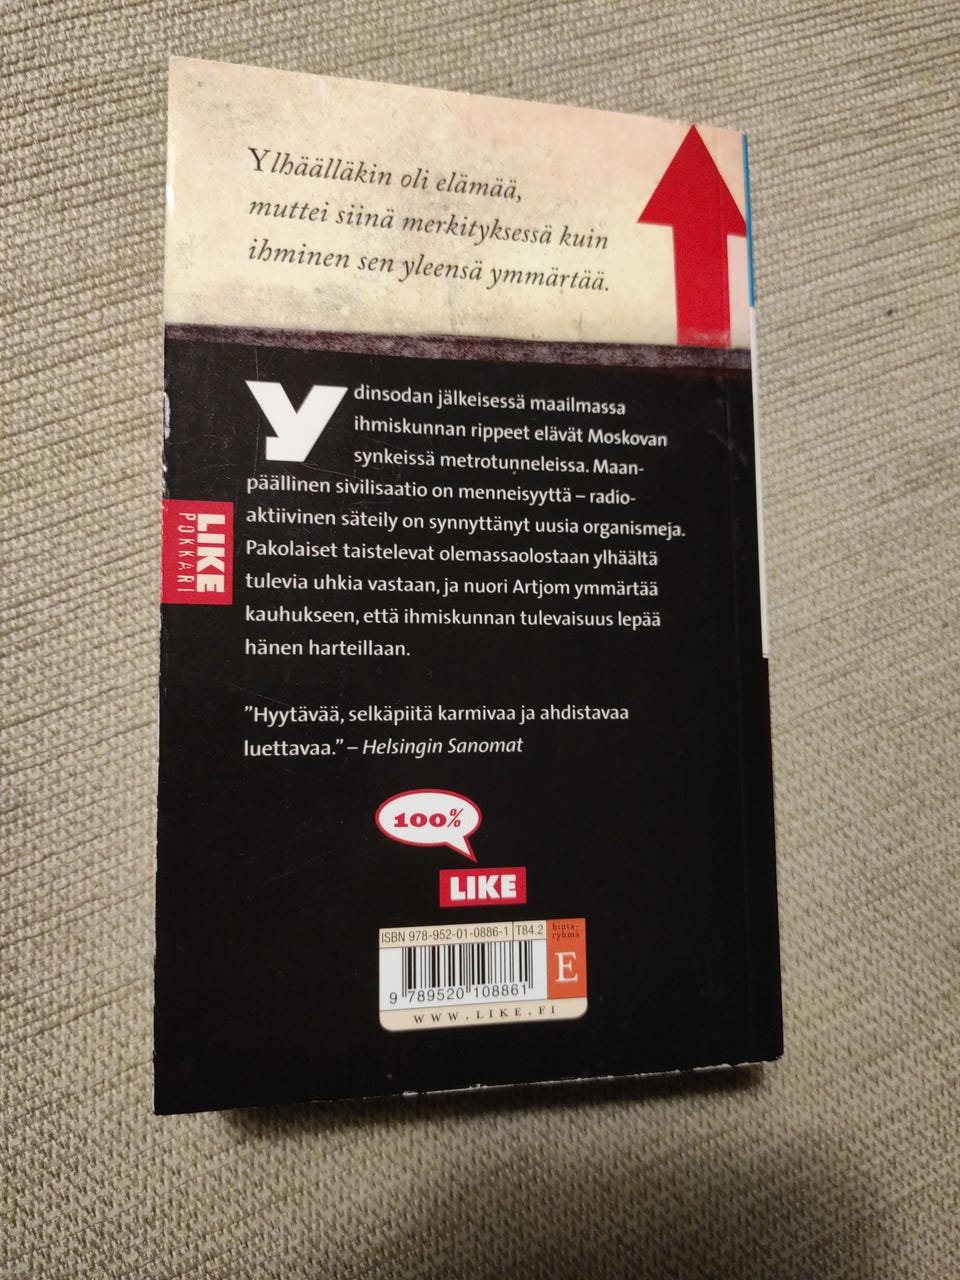 Ylhäälläkin oli elämää,
muttei siinä merkityksessä kuin
ihminen sen yleensä ymmärtää.
Ydinsodan jälkeisessä maailmassa
ihmiskunnan rippeet elävät Moskovan
synkeissä metrotunneleissa. Maan-
päällinen sivilisaatio on menneisyyttä – radio-
aktiivinen säteily on synnyttänyt uusia organismeja.
Pakolaiset taistelevat olemassaolostaan ylhäältä
tulevia uhkia vastaan, ja nuori Artjom ymmärtää
kauhukseen, että ihmiskunnan tulevaisuus lepää
hänen harteillaan.
”Hyytävää, selkäpiitä karmivaa ja ahdistavaa
luettavaa.” – Helsingin Sanomat
LIKE
POKKARI
100%
LIKE
ISBN 978-952-01-0886-1 T84.2
hinta-
ryhmä
E
9 789520 108861
WWW.LIKE.FI